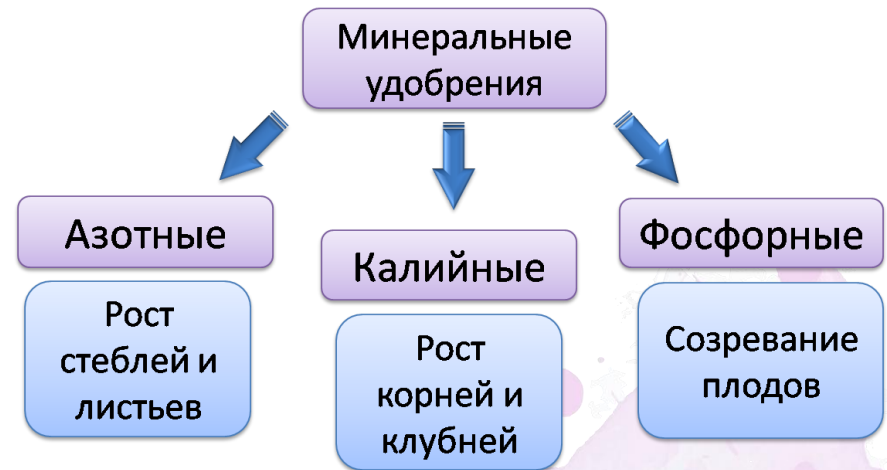 Минеральные
удобрения
Азотные
Рост
стеблей и
листьев
Калийные
Рост
корней и
клубней
Фосфорные
Созревание
плодов